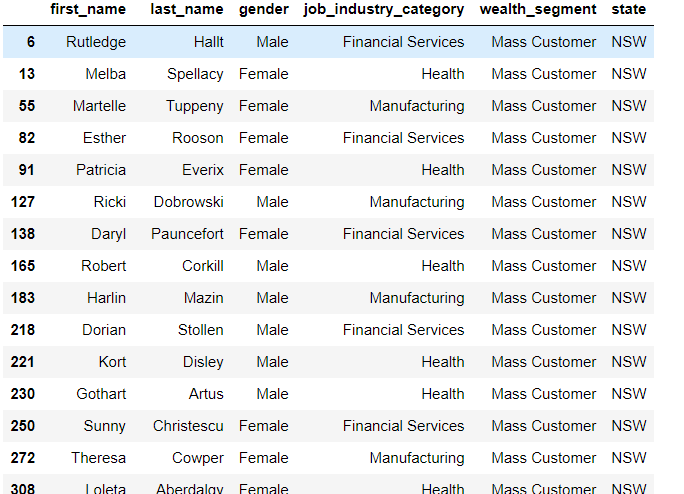 first_name last_name gender job_industry_category wealth_segment state
6 Rutledge Hallt Male Financial Services Mass Customer NSW
13 Melba Spellacy Female Health Mass Customer NSW
55 Martelle Tuppeny Female Manufacturing Mass Customer NSW
82 Esther Rooson Female Financial Services Mass Customer NSW
91 Patricia Everix Female Health Mass Customer NSW
127 Ricki Dobrowski Male Manufacturing Mass Customer NSW
138 Daryl Pauncefort Female Financial Services Mass Customer NSW
165 Robert Corkill Male Health Mass Customer NSW
183 Harlin Mazin Male Manufacturing Mass Customer NSW
218 Dorian Stollen Male Financial Services Mass Customer NSW
221 Kort Disley Male Health Mass Customer NSW
230 Gothart Artus Male Health Mass Customer NSW
250 Sunny Christescu Female Financial Services Mass Customer NSW
272 Theresa Cowper Female Manufacturing Mass Customer NSW
308 Loleta Aberdalgy Female Health Mass Customer NSW